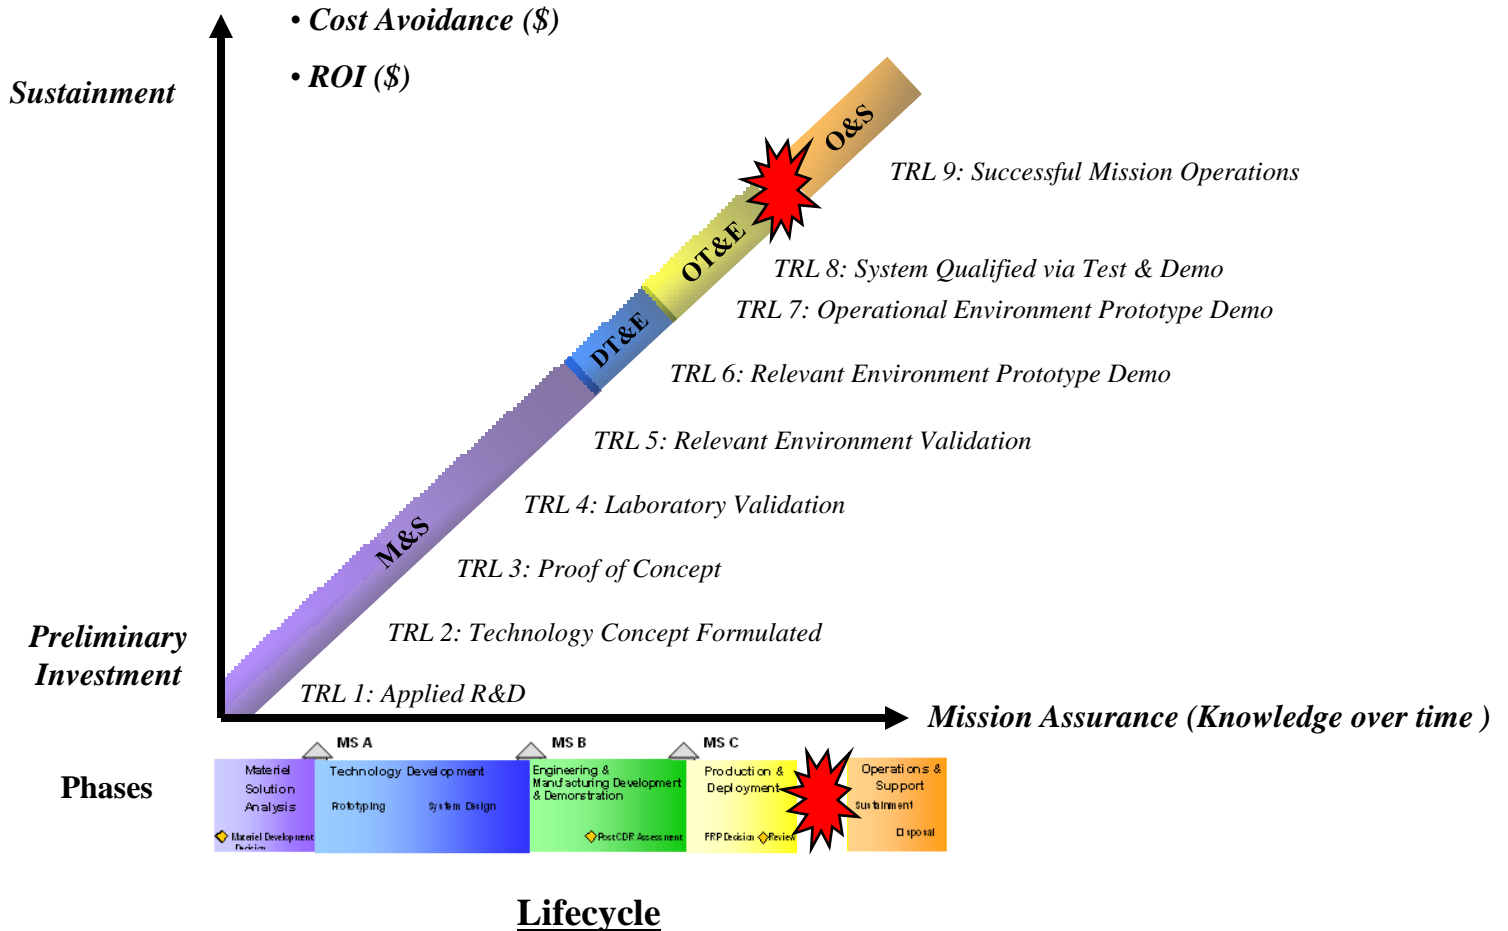 • Cost Avoidance ($)
• ROI ($)
Sustainment
O&S
TRL 9: Successful Mission Operations
OT&E
TRL 8: System Qualified via Test & Demo
TRL 7: Operational Environment Prototype Demo
DT&E
TRL 6: Relevant Environment Prototype Demo
TRL 5: Relevant Environment Validation
TRL 4: Laboratory Validation
M&S
TRL 3: Proof of Concept
Preliminary
Investment
TRL 2: Technology Concept Formulated
TRL 1: Applied R&D
Mission Assurance (Knowledge over time )
MS A
MS B
MS C
Phases
Materiel
Solution
Analysis
Materiel Development
Decision
Technology Development
Prototyping
System Design
Engineering &
Manufacturing Development
& Demonstration
PostCDR Assessment
Production &
Deployment
FRP Decision
Review
Operations &
Support
Sustainment
Disposal
Lifecycle